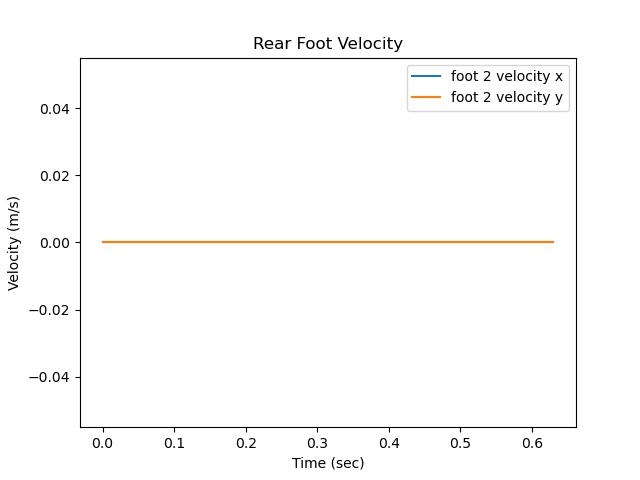 Rear Foot Velocity
foot 2 velocity x
foot 2 velocity y
0.04
0.02
0.00
−0.02
−0.04
Velocity (m/s)
0.0 0.1 0.2 0.3 0.4 0.5 0.6
Time (sec)